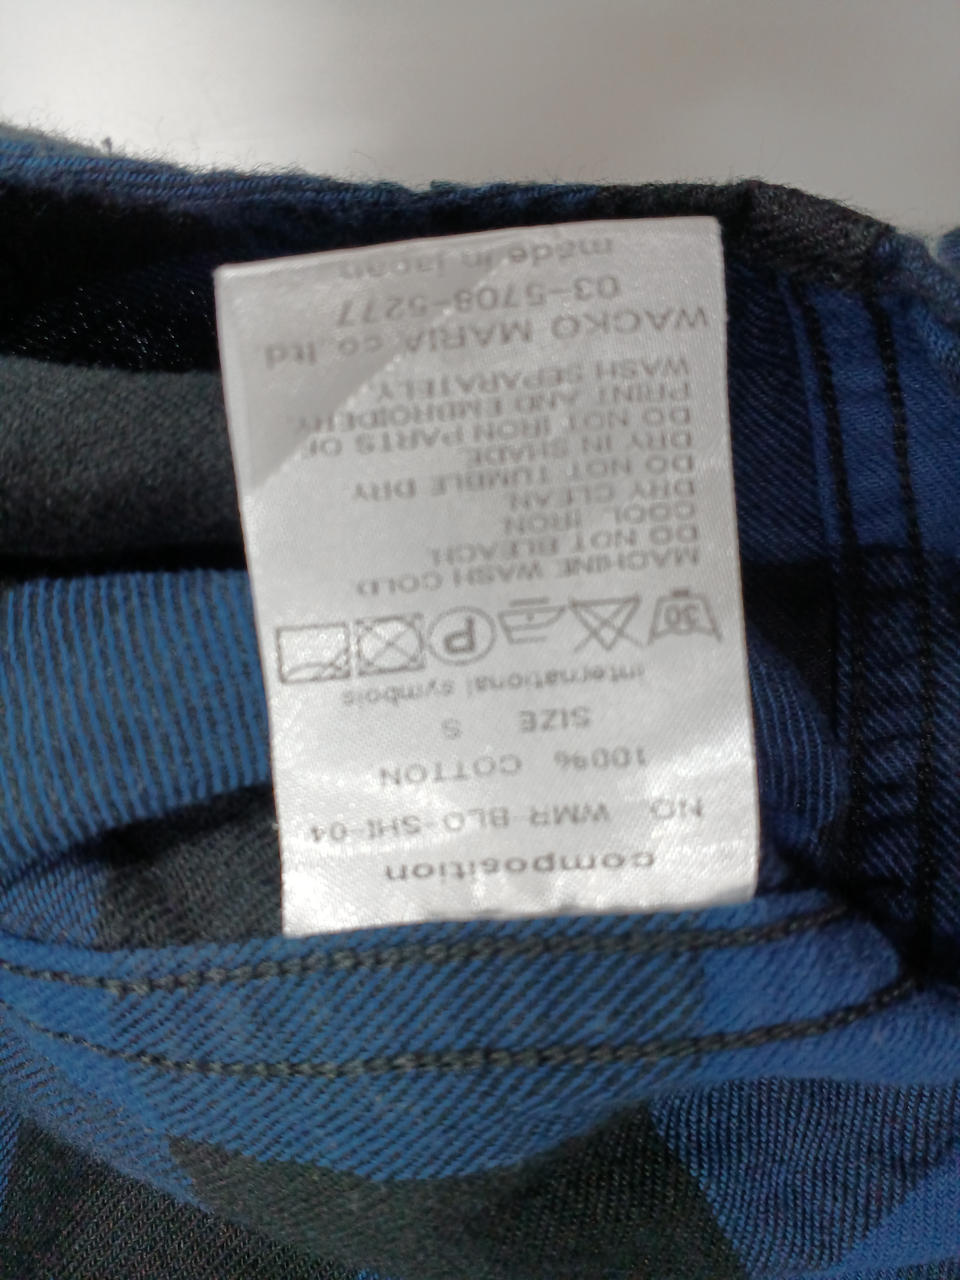 composition
NO. WMR-BLO-SHI-04
100% COTTON
SIZE S
international symbols
30 P
MACHINE WASH COLD
DO NOT BLEACH.
COOL IRON.
DRY CLEAN.
DO NOT TUMBLE DRY
DRY IN SHADE.
DO NOT IRON PARTS OF
PRINT AND EMBROIDERY.
WASH SEPARATELY.
WACKO MARIA co.,ltd
03-5708-5277
made in japan